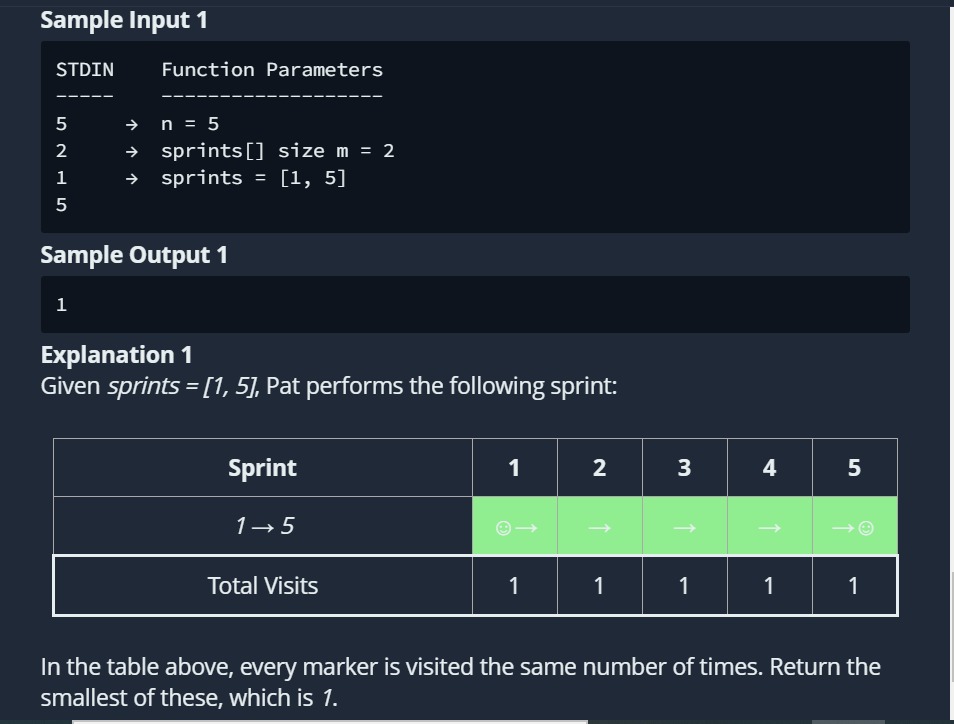 Sample Input 1
STDIN Function Parameters
----- -------------------
5 → n = 5
2 → sprints[] size m = 2
1 → sprints = [1, 5]
5
Sample Output 1
1
Explanation 1
Given sprints = [1, 5], Pat performs the following sprint:
Sprint 1 2 3 4 5
1 → 5 ☺→ → → → →☺
Total Visits 1 1 1 1 1
In the table above, every marker is visited the same number of times. Return the
smallest of these, which is 1.